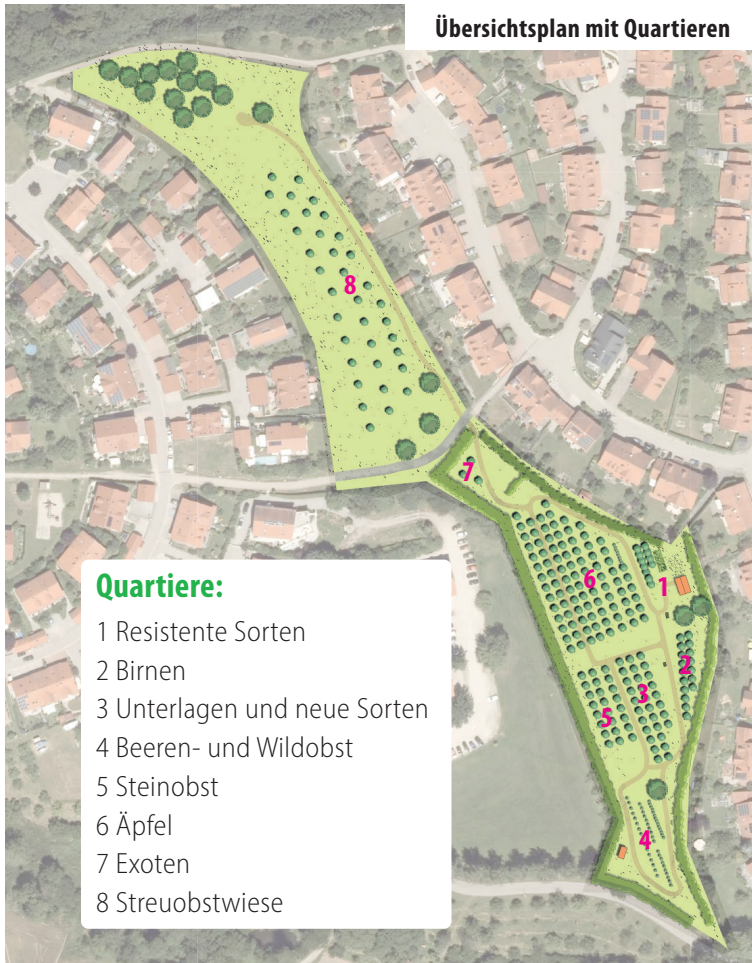 Übersichtsplan mit Quartieren
8
7
6
1
2
3
5
4
Quartiere:
1 Resistente Sorten
2 Birnen
3 Unterlagen und neue Sorten
4 Beeren- und Wildobst
5 Steinobst
6 Äpfel
7 Exoten
8 Streuobstwiese